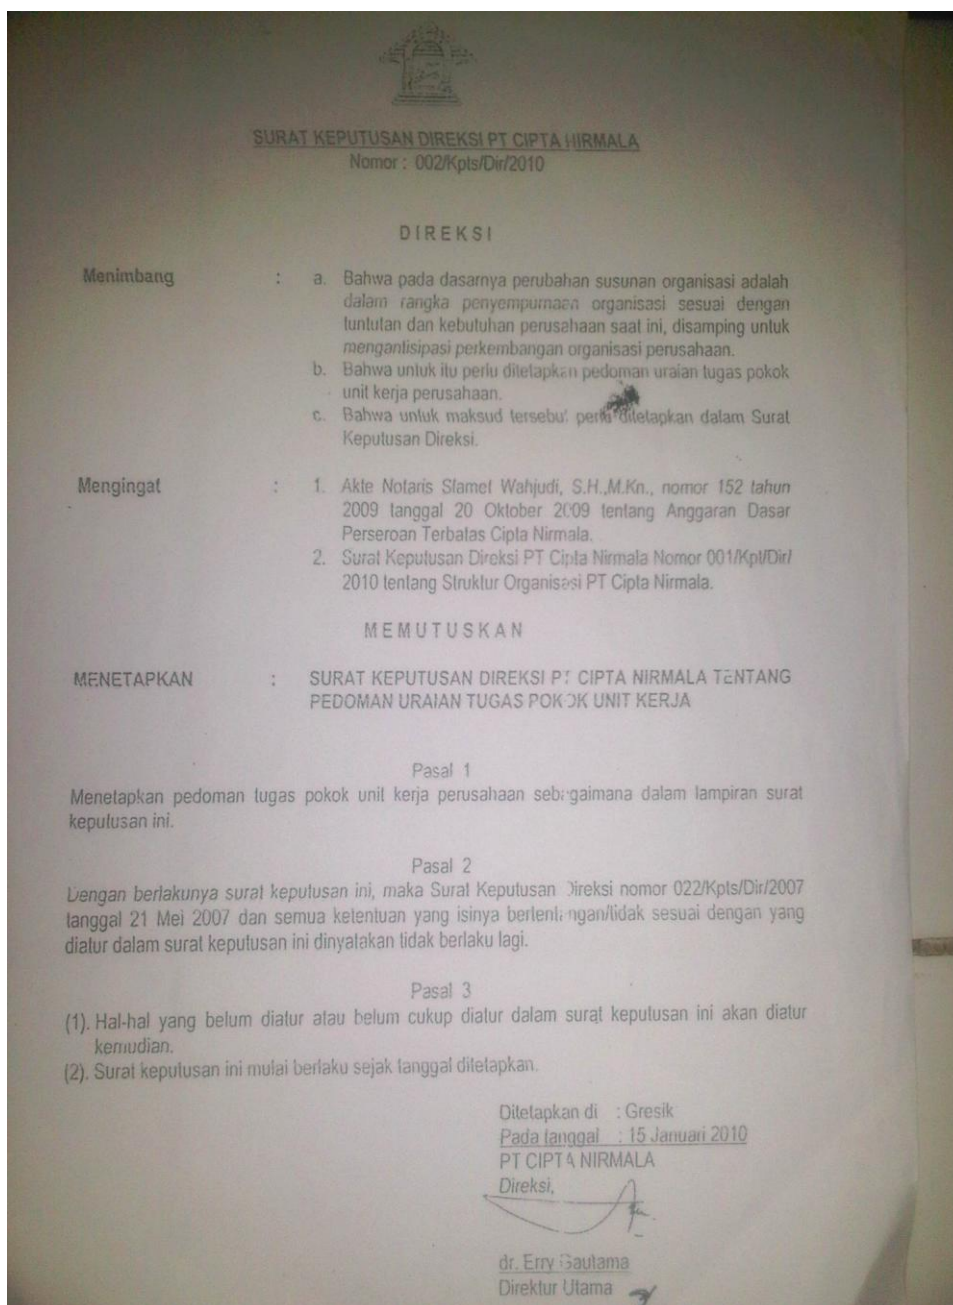 SURAT KEPUTUSAN DIREKSI PT CIPTA NIRMALA
Nomor : 002/Kpts/Dir/2010
DIREKSI
Menimbang : a. Bahwa pada dasarnya perubahan susunan organisasi adalah
dalam rangka penyempurnaan organisasi sesuai dengan
tuntutan dan kebutuhan perusahaan saat ini, disamping untuk
mengantisipasi perkembangan organisasi perusahaan.
b. Bahwa untuk itu perlu ditetapkan pedoman uraian tugas pokok
unit kerja perusahaan.
c. Bahwa untuk maksud tersebut perlu ditetapkan dalam Surat
Keputusan Direksi.
Mengingat : 1. Akte Notaris Slamet Wahjudi, S.H.,M.Kn., nomor 152 tahun
2009 tanggal 20 Oktober 2009 tentang Anggaran Dasar
Perseroan Terbatas Cipta Nirmala.
2. Surat Keputusan Direksi PT Cipta Nirmala Nomor 001/Kpt/Dir/
2010 tentang Struktur Organisasi PT Cipta Nirmala.
MEMUTUSKAN
MENETAPKAN : SURAT KEPUTUSAN DIREKSI PT CIPTA NIRMALA TENTANG
PEDOMAN URAIAN TUGAS POKOK UNIT KERJA
Pasal 1
Menetapkan pedoman tugas pokok unit kerja perusahaan sebagaimana dalam lampiran surat
keputusan ini.
Pasal 2
Dengan berlakunya surat keputusan ini, maka Surat Keputusan Direksi nomor 022/Kpts/Dir/2007
tanggal 21 Mei 2007 dan semua ketentuan yang isinya bertentangan/tidak sesuai dengan yang
diatur dalam surat keputusan ini dinyatakan tidak berlaku lagi.
Pasal 3
(1). Hal-hal yang belum diatur atau belum cukup diatur dalam surat keputusan ini akan diatur
kemudian.
(2). Surat keputusan ini mulai berlaku sejak tanggal ditetapkan.
Ditetapkan di : Gresik
Pada tanggal : 15 Januari 2010
PT CIPTA NIRMALA
Direksi,
dr. Erry Gautama
Direktur Utama